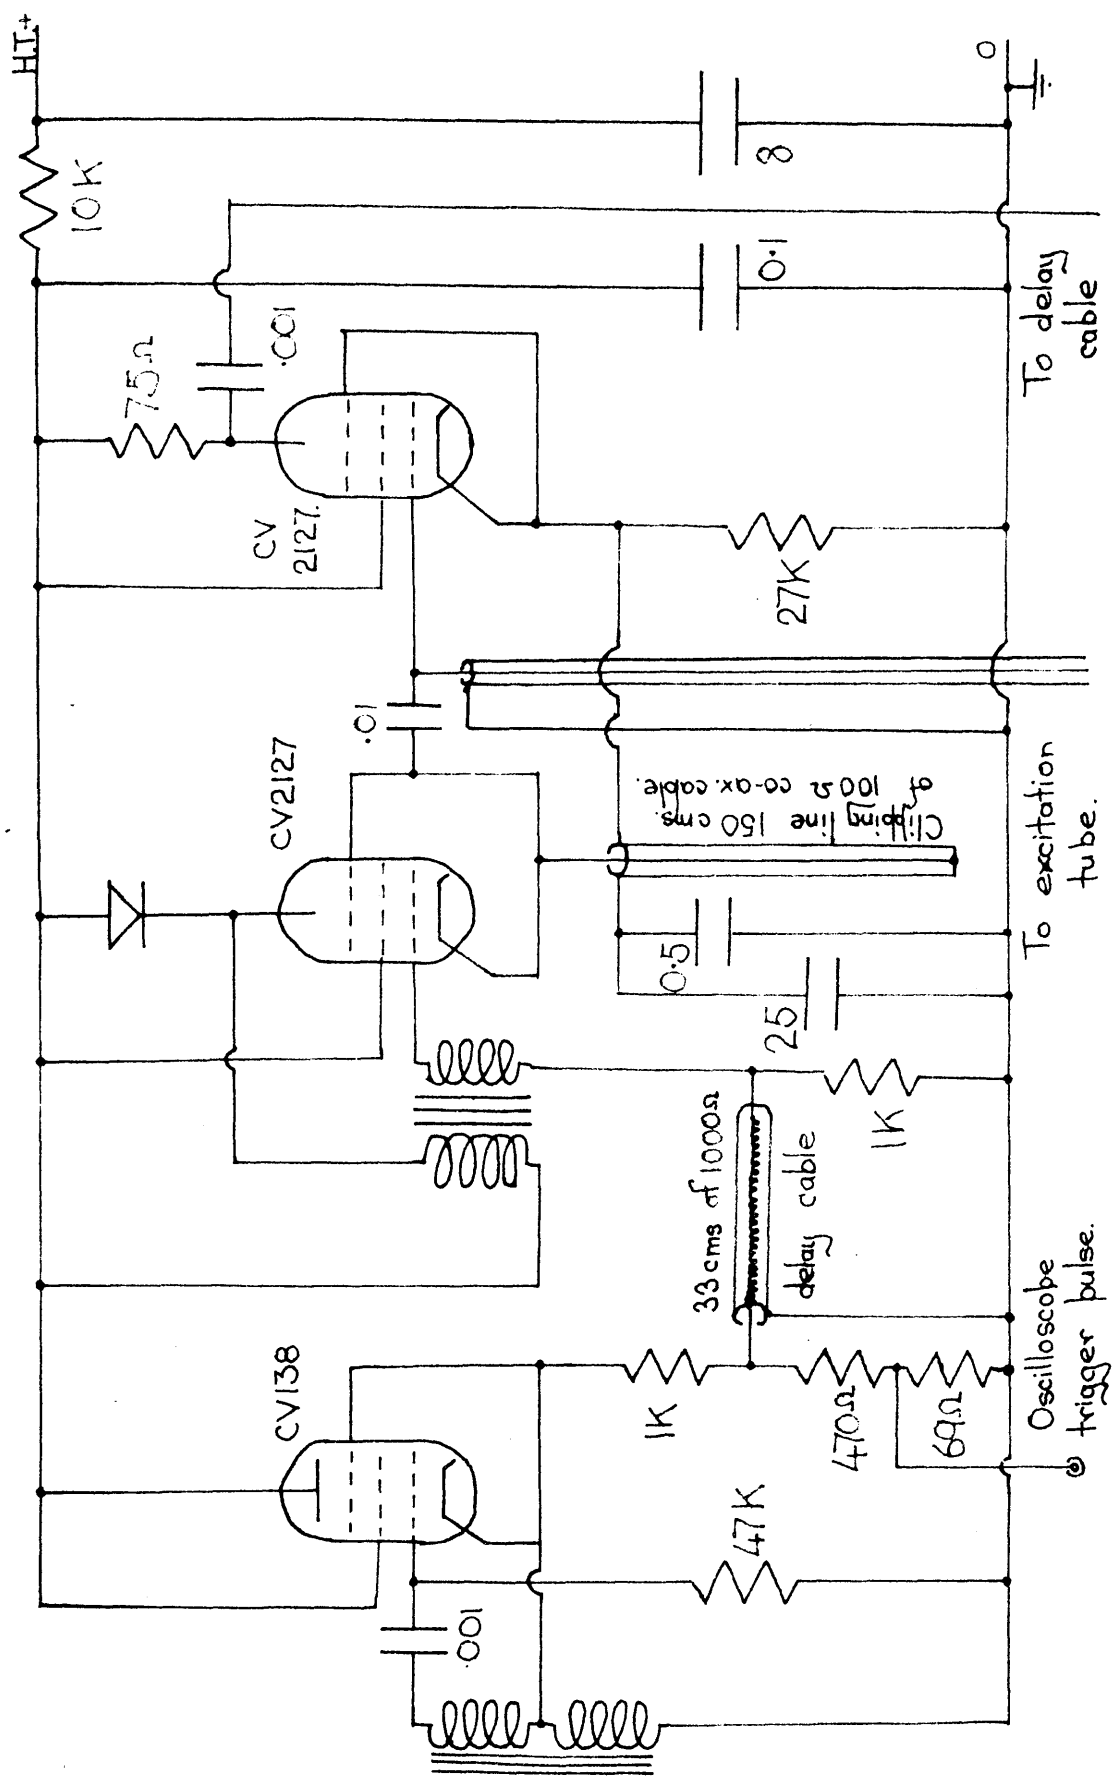 H.T.+
10K
8
0
75Ω
.001
0.1
To delay
cable
CV
2127.
27K
.01
CV2127
Clipping line 150 cms.
of 100Ω co-ax. cable.
To excitation
tube.
0.5
25
1K
33cms of 1000Ω
delay cable
CV138
1K
470Ω
69Ω
Oscilloscope
trigger pulse.
47K
.001